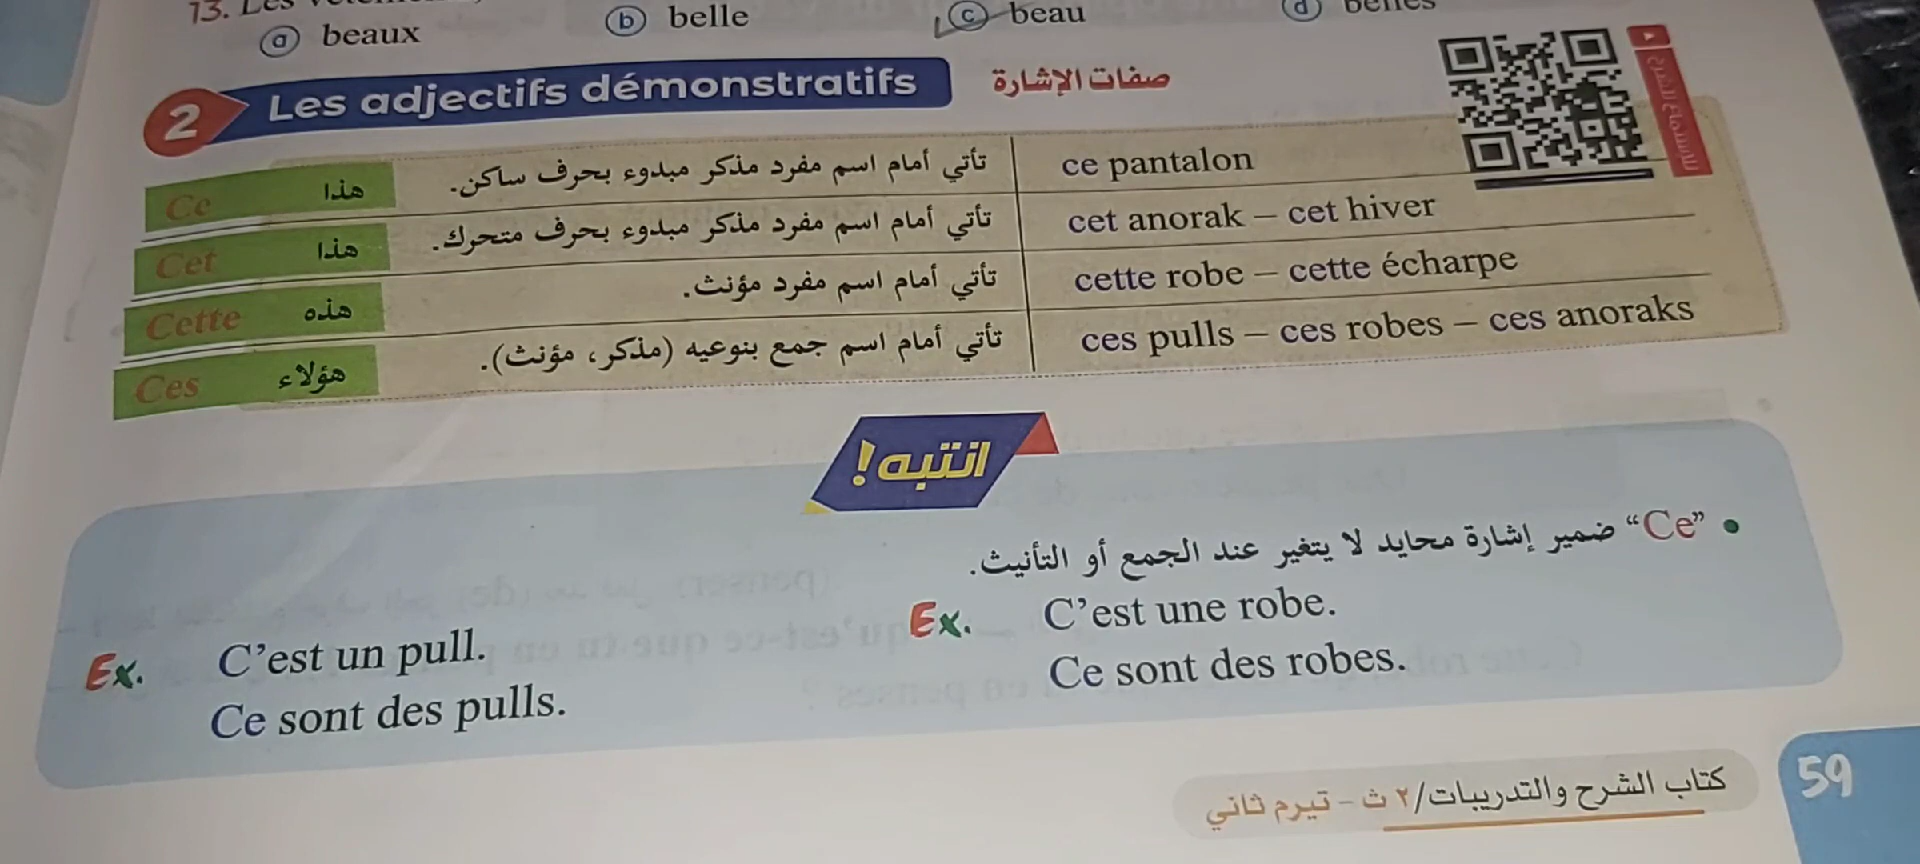 13. Les
ⓐ beaux ⓑ belle ⓒ beau ⓓ belles
2 Les adjectifs démonstratifs صفات الإشارة
للاستماع للشرح
Ce هذا تأتي أمام اسم مفرد مذكر مبدوء بحرف ساكن. ce pantalon
Cet هذا تأتي أمام اسم مفرد مذكر مبدوء بحرف متحرك. cet anorak – cet hiver
Cette هذه تأتي أمام اسم مفرد مؤنث. cette robe – cette écharpe
Ces هؤلاء تأتي أمام اسم جمع بنوعيه (مذكر، مؤنث). ces pulls – ces robes – ces anoraks
انتبه!
• “Ce” ضمير إشارة محايد لا يتغير عند الجمع أو التأنيث.
Ex. C’est un pull.
Ce sont des pulls.
Ex. C’est une robe.
Ce sont des robes.
كتاب الشرح والتدريبات/٢ ث - تيرم ثاني
59